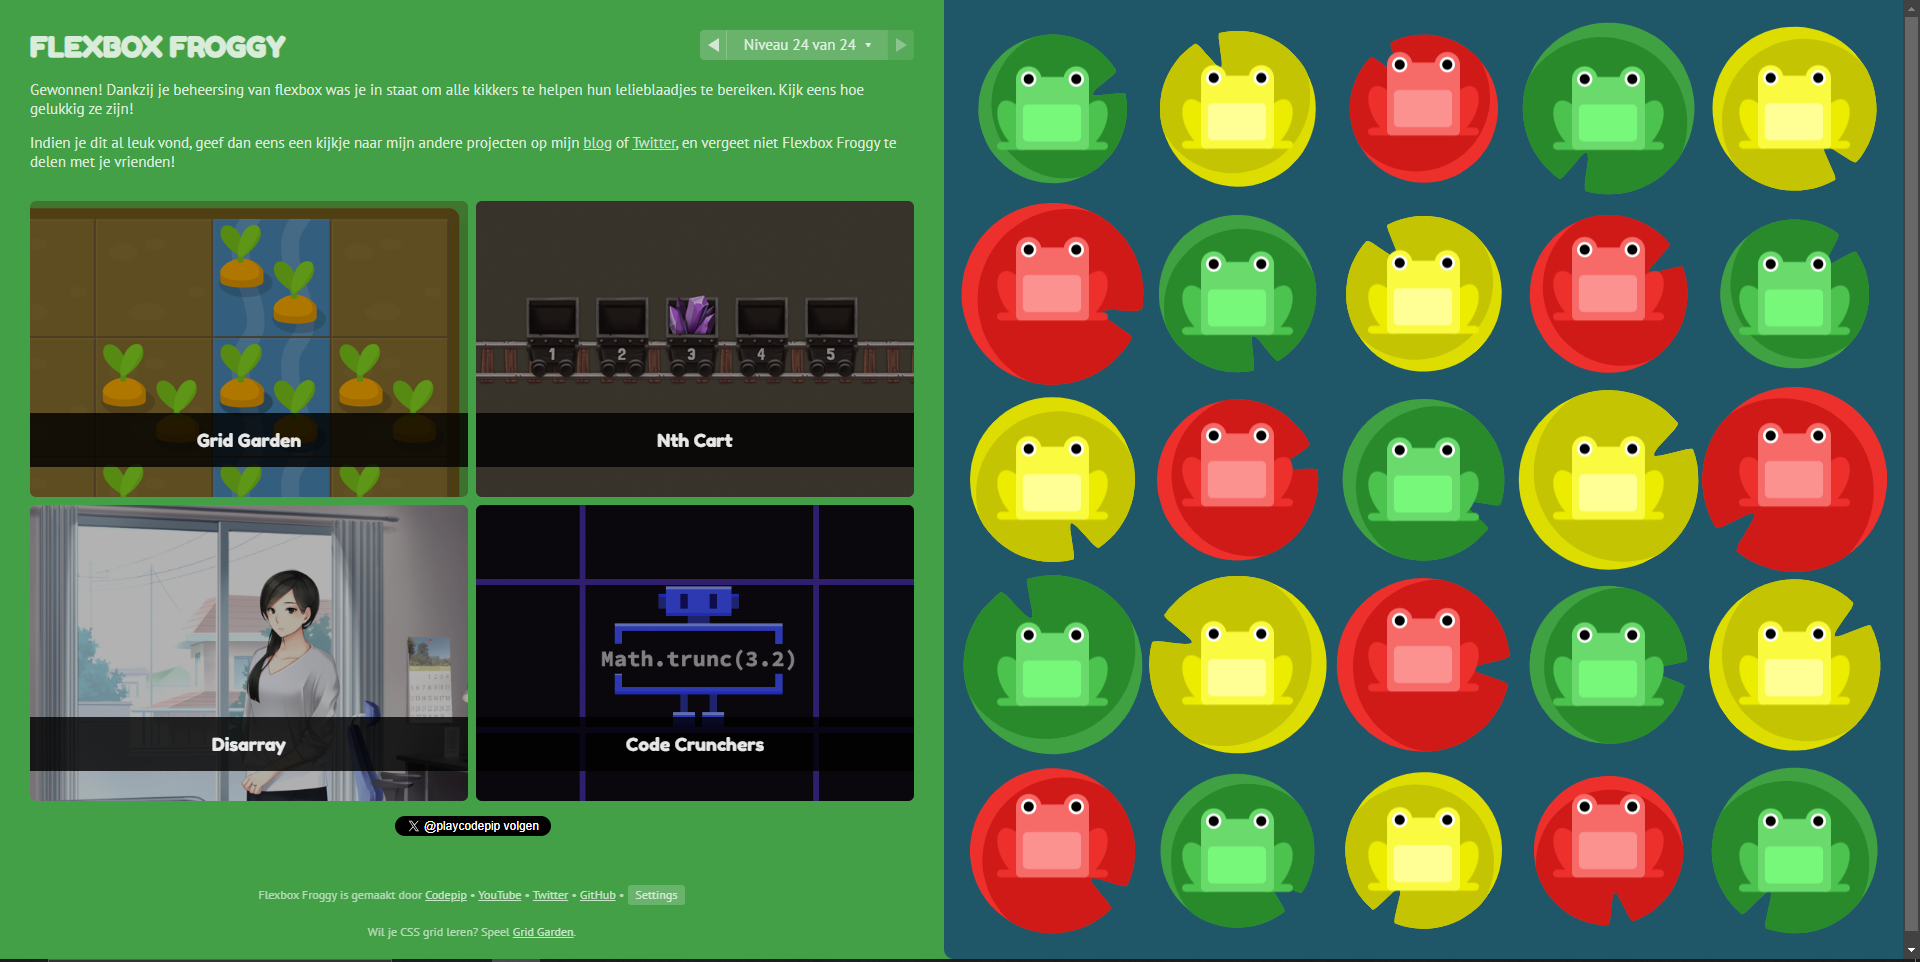 FLEXBOX FROGGY
Niveau 24 van 24
Gewonnen! Dankzij je beheersing van flexbox was je in staat om alle kikkers te helpen hun lelieblaadjes te bereiken. Kijk eens hoe
gelukkig ze zijn!
Indien je dit al leuk vond, geef dan eens een kijkje naar mijn andere projecten op mijn blog of Twitter, en vergeet niet Flexbox Froggy te
delen met je vrienden!
1 2 3 4 5
Grid Garden
Nth Cart
Math.trunc(3.2)
Disarray
Code Crunchers
X @playcodepip volgen
Flexbox Froggy is gemaakt door Codepip • YouTube • Twitter • GitHub • Settings
Wil je CSS grid leren? Speel Grid Garden.